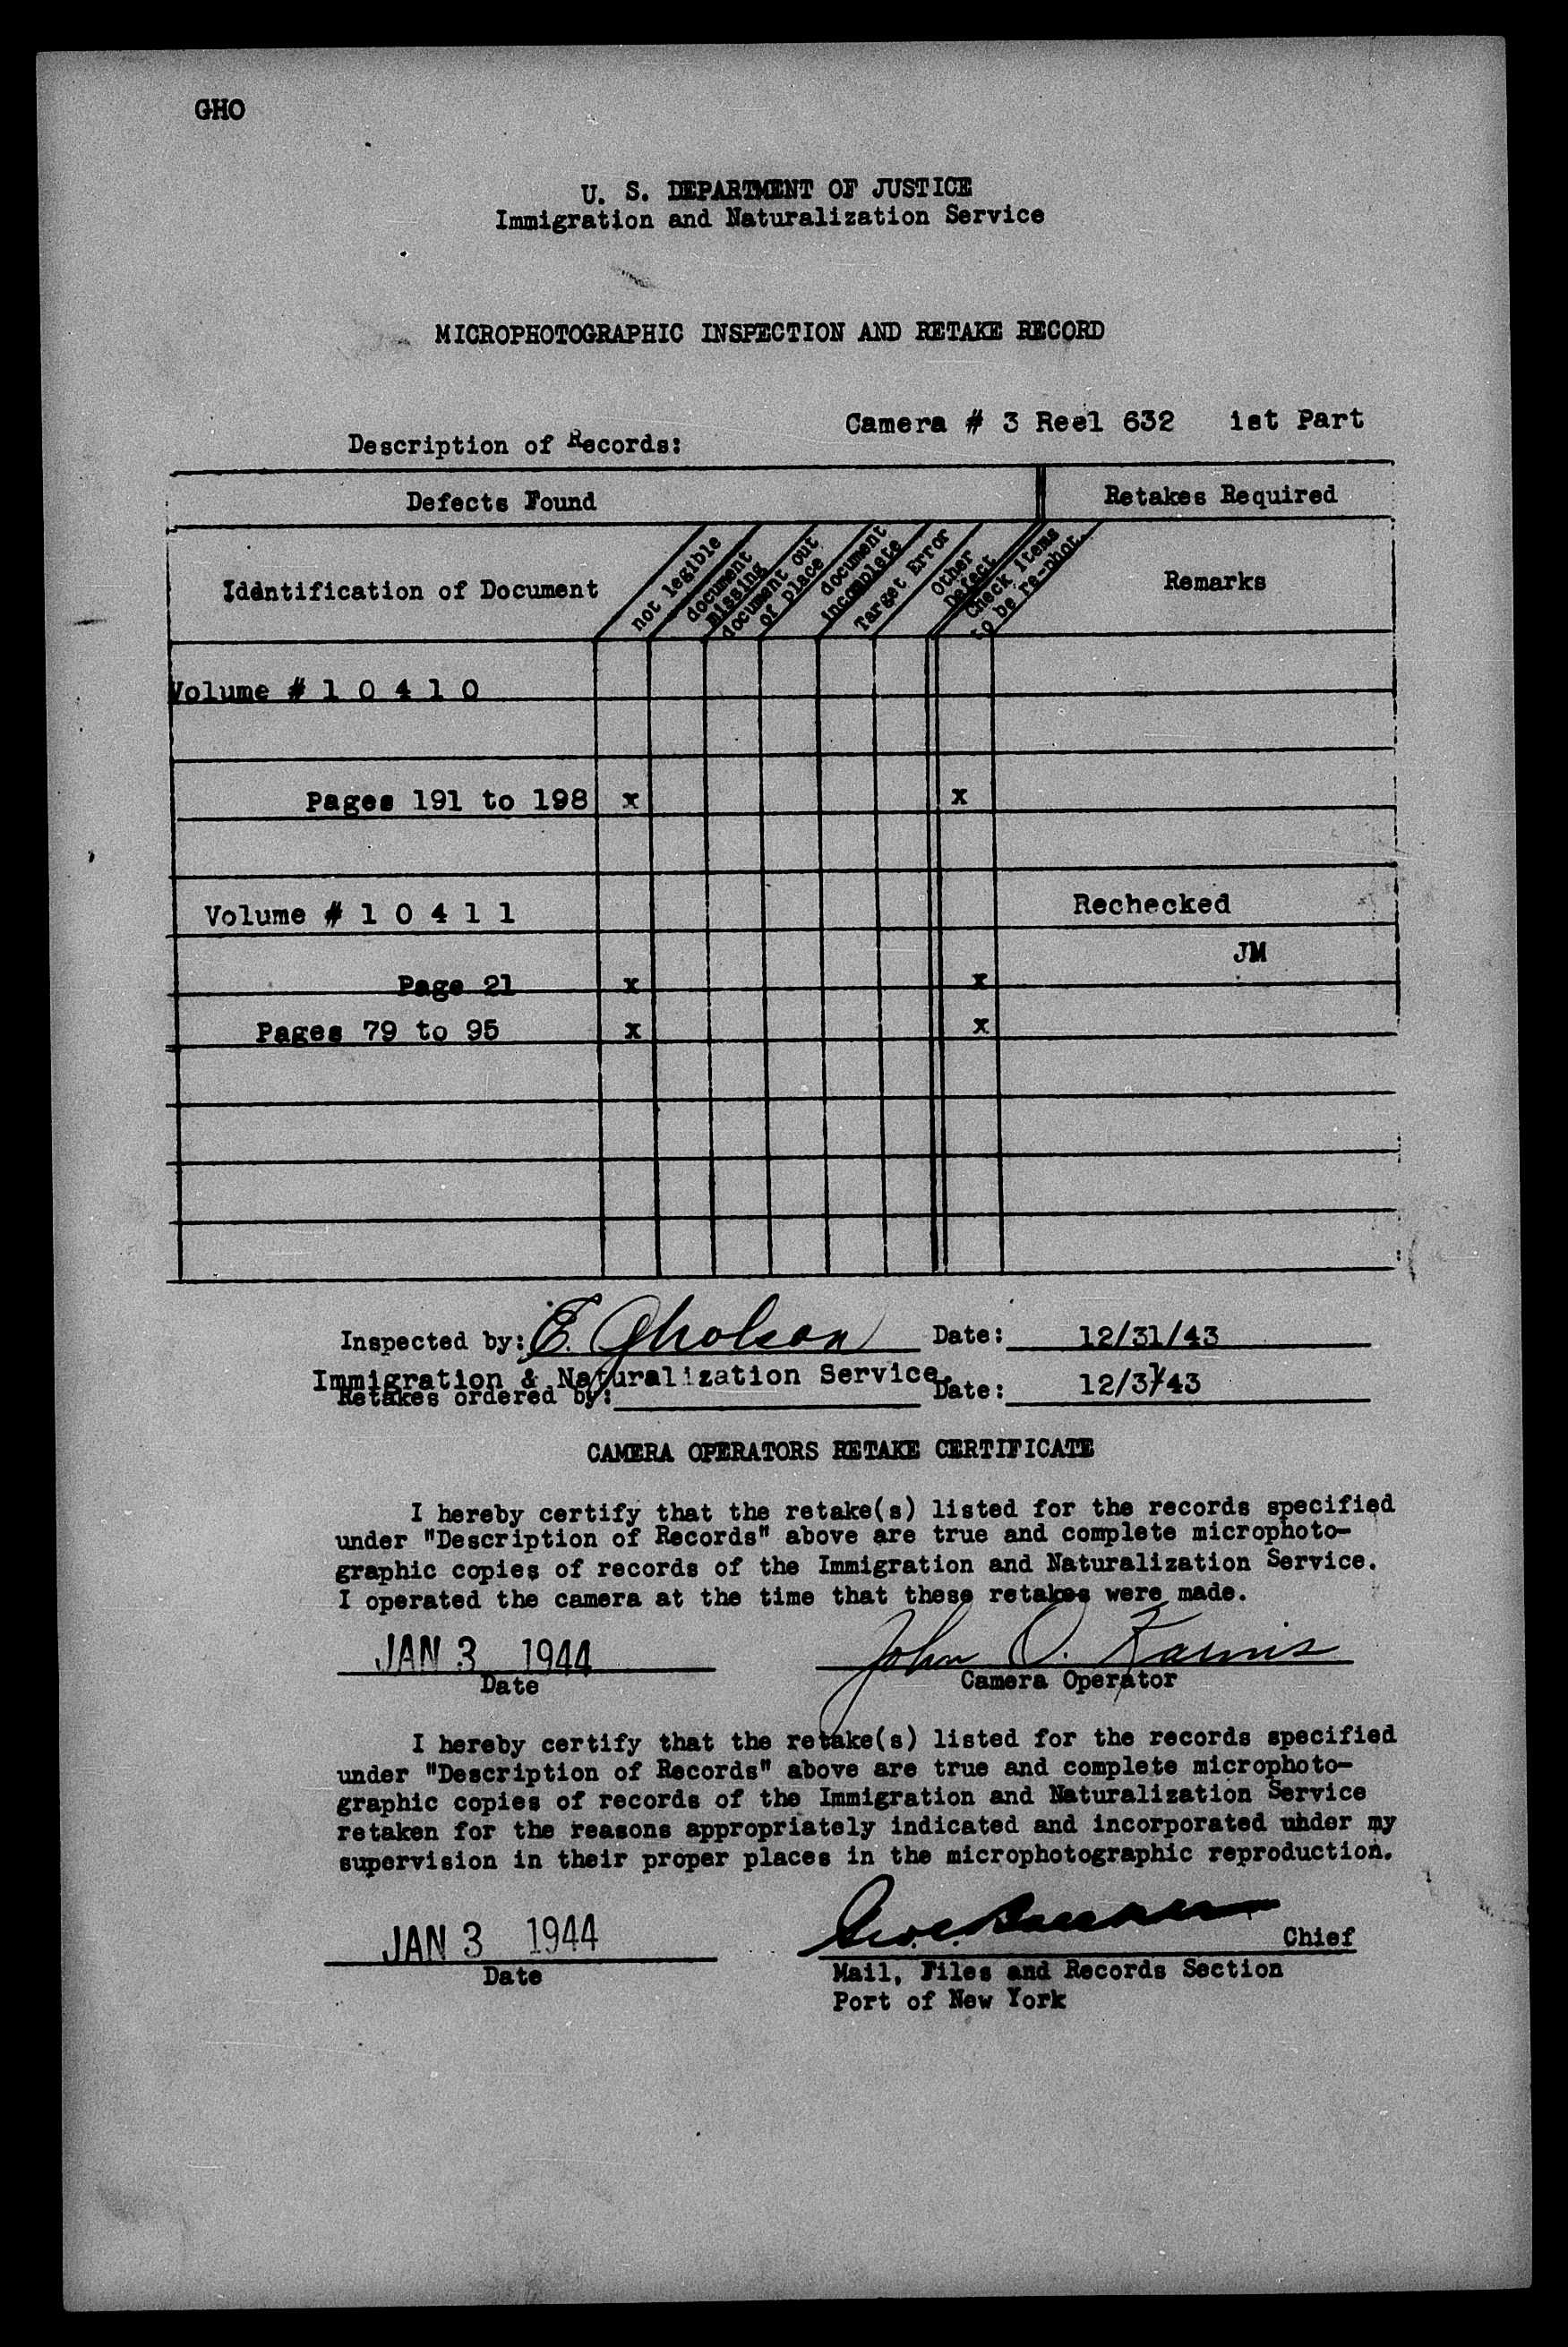 GHO
U. S. DEPARTMENT OF JUSTICE
Immigration and Naturalization Service
MICROPHOTOGRAPHIC INSPECTION AND RETAKE RECORD
Camera # 3 Reel 632 1st Part
Description of Records:
Defects Found
Retakes Required
Identification of Document
not legible
document missing
document out of place
document incomplete
Target Error
Other Defect
Check items to be re-phot.
Remarks
Volume # 1 0 4 1 0
Pages 191 to 198 x x
Volume # 1 0 4 1 1 Rechecked
JM
Page 21 x x
Pages 79 to 95 x x
Inspected by: E. Gholson Date: 12/31/43
Immigration & Naturalization Service.
Retakes ordered by: Date: 12/31/43
CAMERA OPERATORS RETAKE CERTIFICATE
I hereby certify that the retake(s) listed for the records specified
under "Description of Records" above are true and complete microphoto-
graphic copies of records of the Immigration and Naturalization Service.
I operated the camera at the time that these retakes were made.
JAN 3 1944 John O.
Date Camera Operator
I hereby certify that the retake(s) listed for the records specified
under "Description of Records" above are true and complete microphoto-
graphic copies of records of the Immigration and Naturalization Service
retaken for the reasons appropriately indicated and incorporated under my
supervision in their proper places in the microphotographic reproduction.
JAN 3 1944 Chief
Date Mail, Files and Records Section
Port of New York